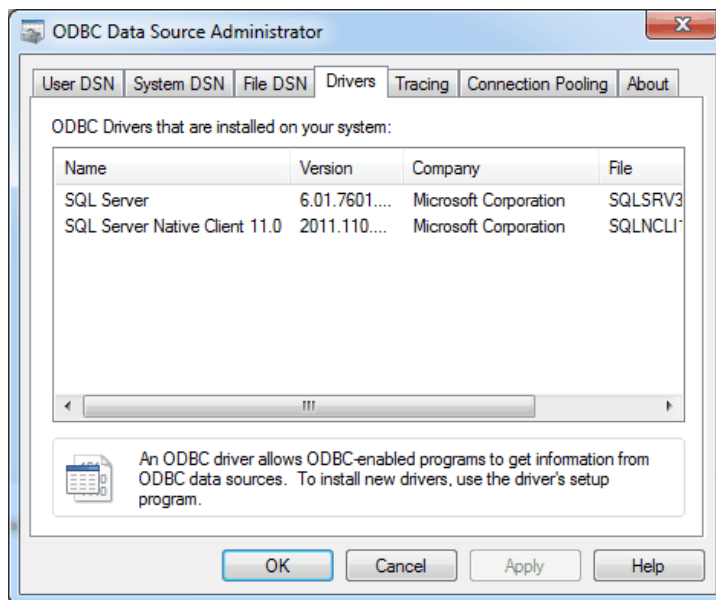 ODBC Data Source Administrator
User DSN System DSN File DSN Drivers Tracing Connection Pooling About
ODBC Drivers that are installed on your system:
Name Version Company File
SQL Server 6.01.7601.... Microsoft Corporation SQLSRV3
SQL Server Native Client 11.0 2011.110.... Microsoft Corporation SQLNCLI
An ODBC driver allows ODBC-enabled programs to get information from
ODBC data sources. To install new drivers, use the driver's setup
program.
OK Cancel Apply Help